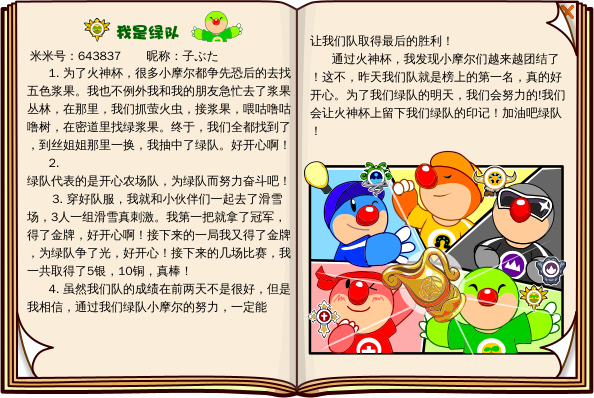 我是绿队
米米号：643837 昵称：子ぶた
1. 为了火神杯，很多小摩尔都争先恐后的去找
五色浆果。我也不例外我和我的朋友急忙去了浆果
丛林，在那里，我们抓萤火虫，接浆果，喂咕噜咕
噜树，在密道里找绿浆果。终于，我们全都找到了
，到丝姐姐那里一换，我抽中了绿队。好开心啊！
2.
绿队代表的是开心农场队，为绿队而努力奋斗吧！
3. 穿好队服，我就和小伙伴们一起去了滑雪
场，3人一组滑雪真刺激。我第一把就拿了冠军，
得了金牌，好开心啊！接下来的一局我又得了金牌
，为绿队争了光，好开心！接下来的几场比赛，我
一共取得了5银，10铜，真棒！
4. 虽然我们队的成绩在前两天不是很好，但是
我相信，通过我们绿队小摩尔的努力，一定能
让我们队取得最后的胜利！
通过火神杯，我发现小摩尔们越来越团结了
！这不，昨天我们队就是榜上的第一名，真的好
开心。为了我们绿队的明天，我们会努力的!我们
会让火神杯上留下我们绿队的印记！加油吧绿队
！